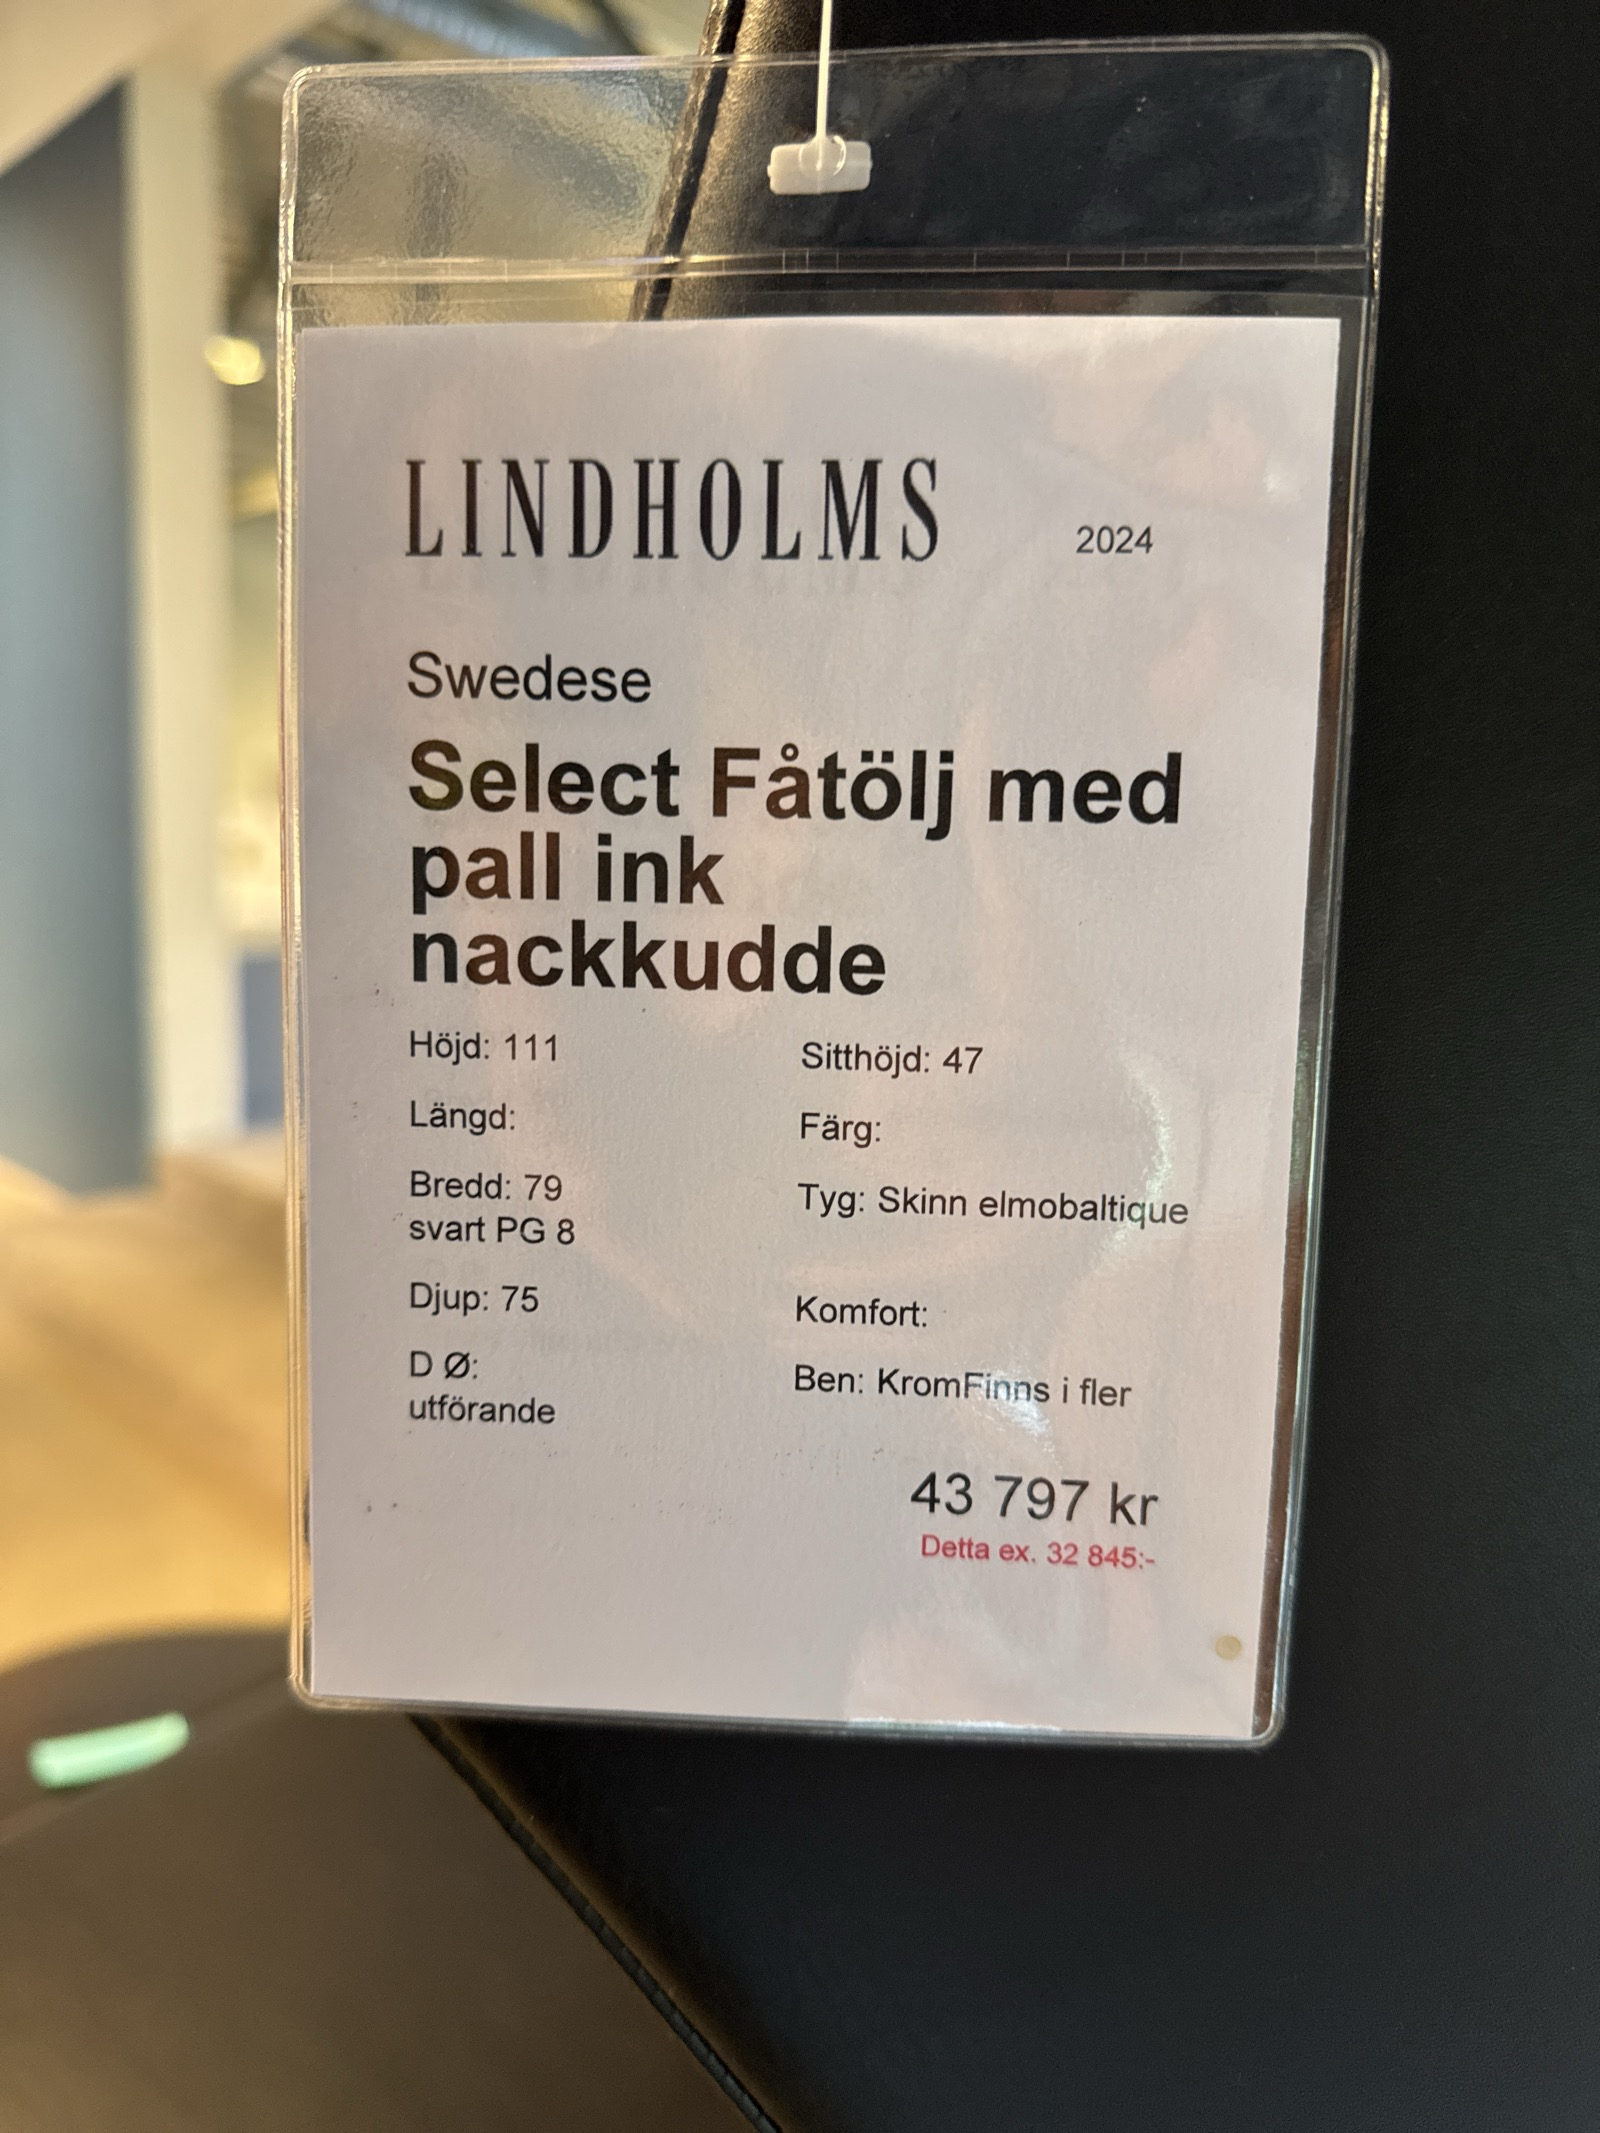 LINDHOLMS 2024
Swedese
Select Fåtölj med
pall ink
nackkudde
Höjd: 111 Sitthöjd: 47
Längd: Färg:
Bredd: 79 Tyg: Skinn elmobaltique
svart PG 8
Djup: 75 Komfort:
D Ø: Ben: KromFinns i fler
utförande
43 797 kr
Detta ex. 32 845:-